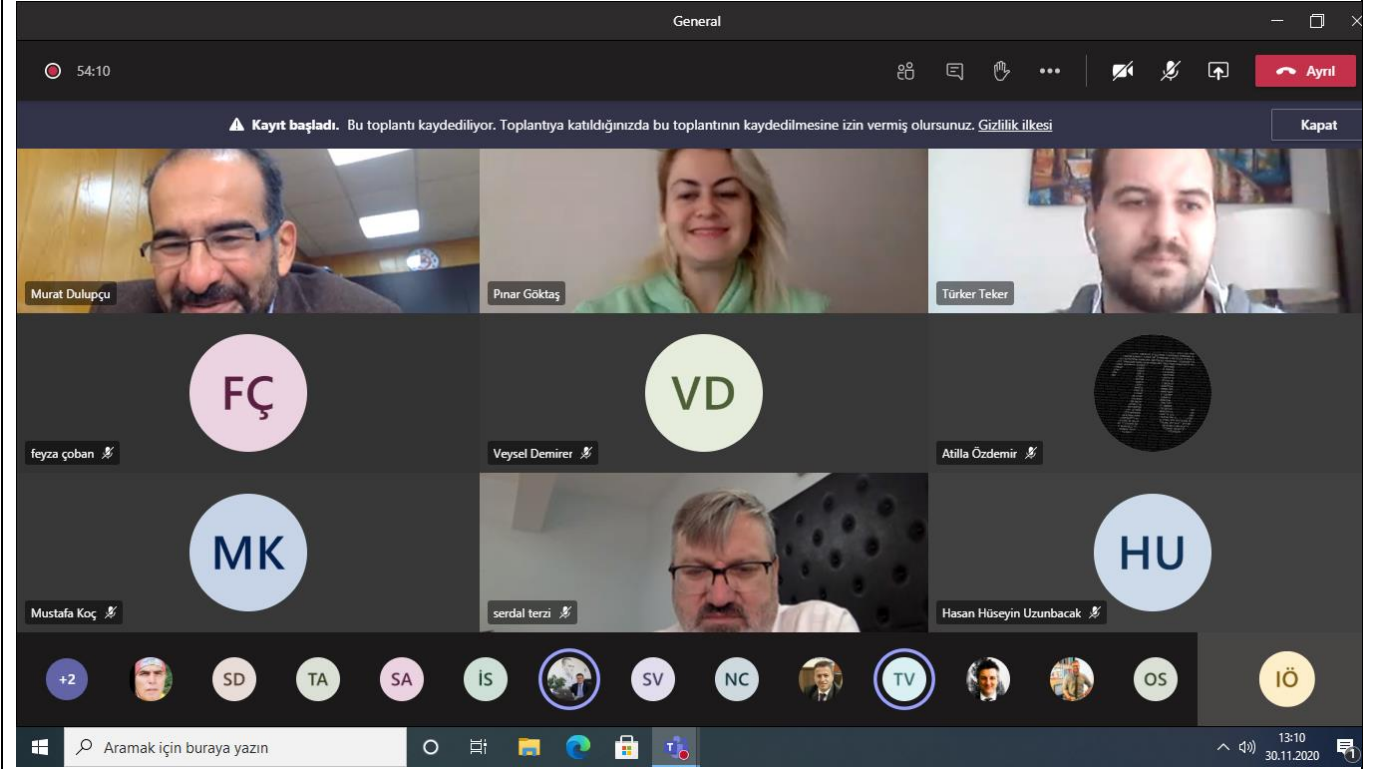 General
54:10
Ayrıl
Kayıt başladı. Bu toplantı kaydediliyor. Toplantıya katıldığınızda bu toplantının kaydedilmesine izin vermiş olursunuz. Gizlilik ilkesi
Kapat
Murat Dulupçu
Pınar Göktaş
Türker Teker
FÇ
VD
π
feyza çoban
Veysel Demirer
Atilla Özdemir
MK
HU
Mustafa Koç
serdal terzi
Hasan Hüseyin Uzunbacak
+2
SD
TA
SA
İS
SV
NC
TV
OS
İÖ
Aramak için buraya yazın
13:10
30.11.2020
1